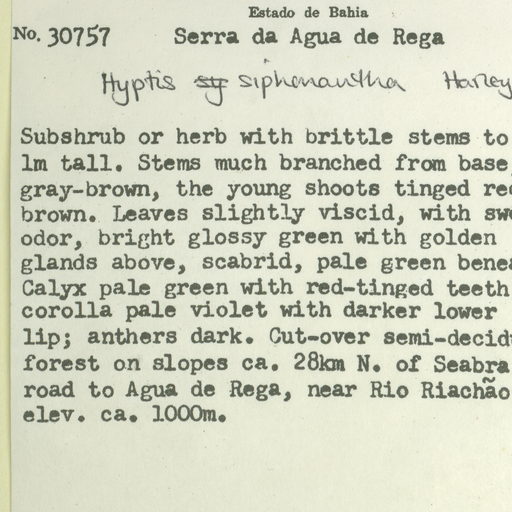 Estado de Bahia
No. 30757 Serra da Agua de Rega
Hyptis sy siphonantha Harley
Subshrub or herb with brittle stems to
1m tall. Stems much branched from base,
gray-brown, the young shoots tinged re
brown. Leaves slightly viscid, with sw
odor, bright glossy green with golden
glands above, scabrid, pale green benea
Calyx pale green with red-tinged teeth
corolla pale violet with darker lower
lip; anthers dark. Cut-over semi-decid
forest on slopes ca. 28km N. of Seabra
road to Agua de Rega, near Rio Riachão
elev. ca. 1000m.